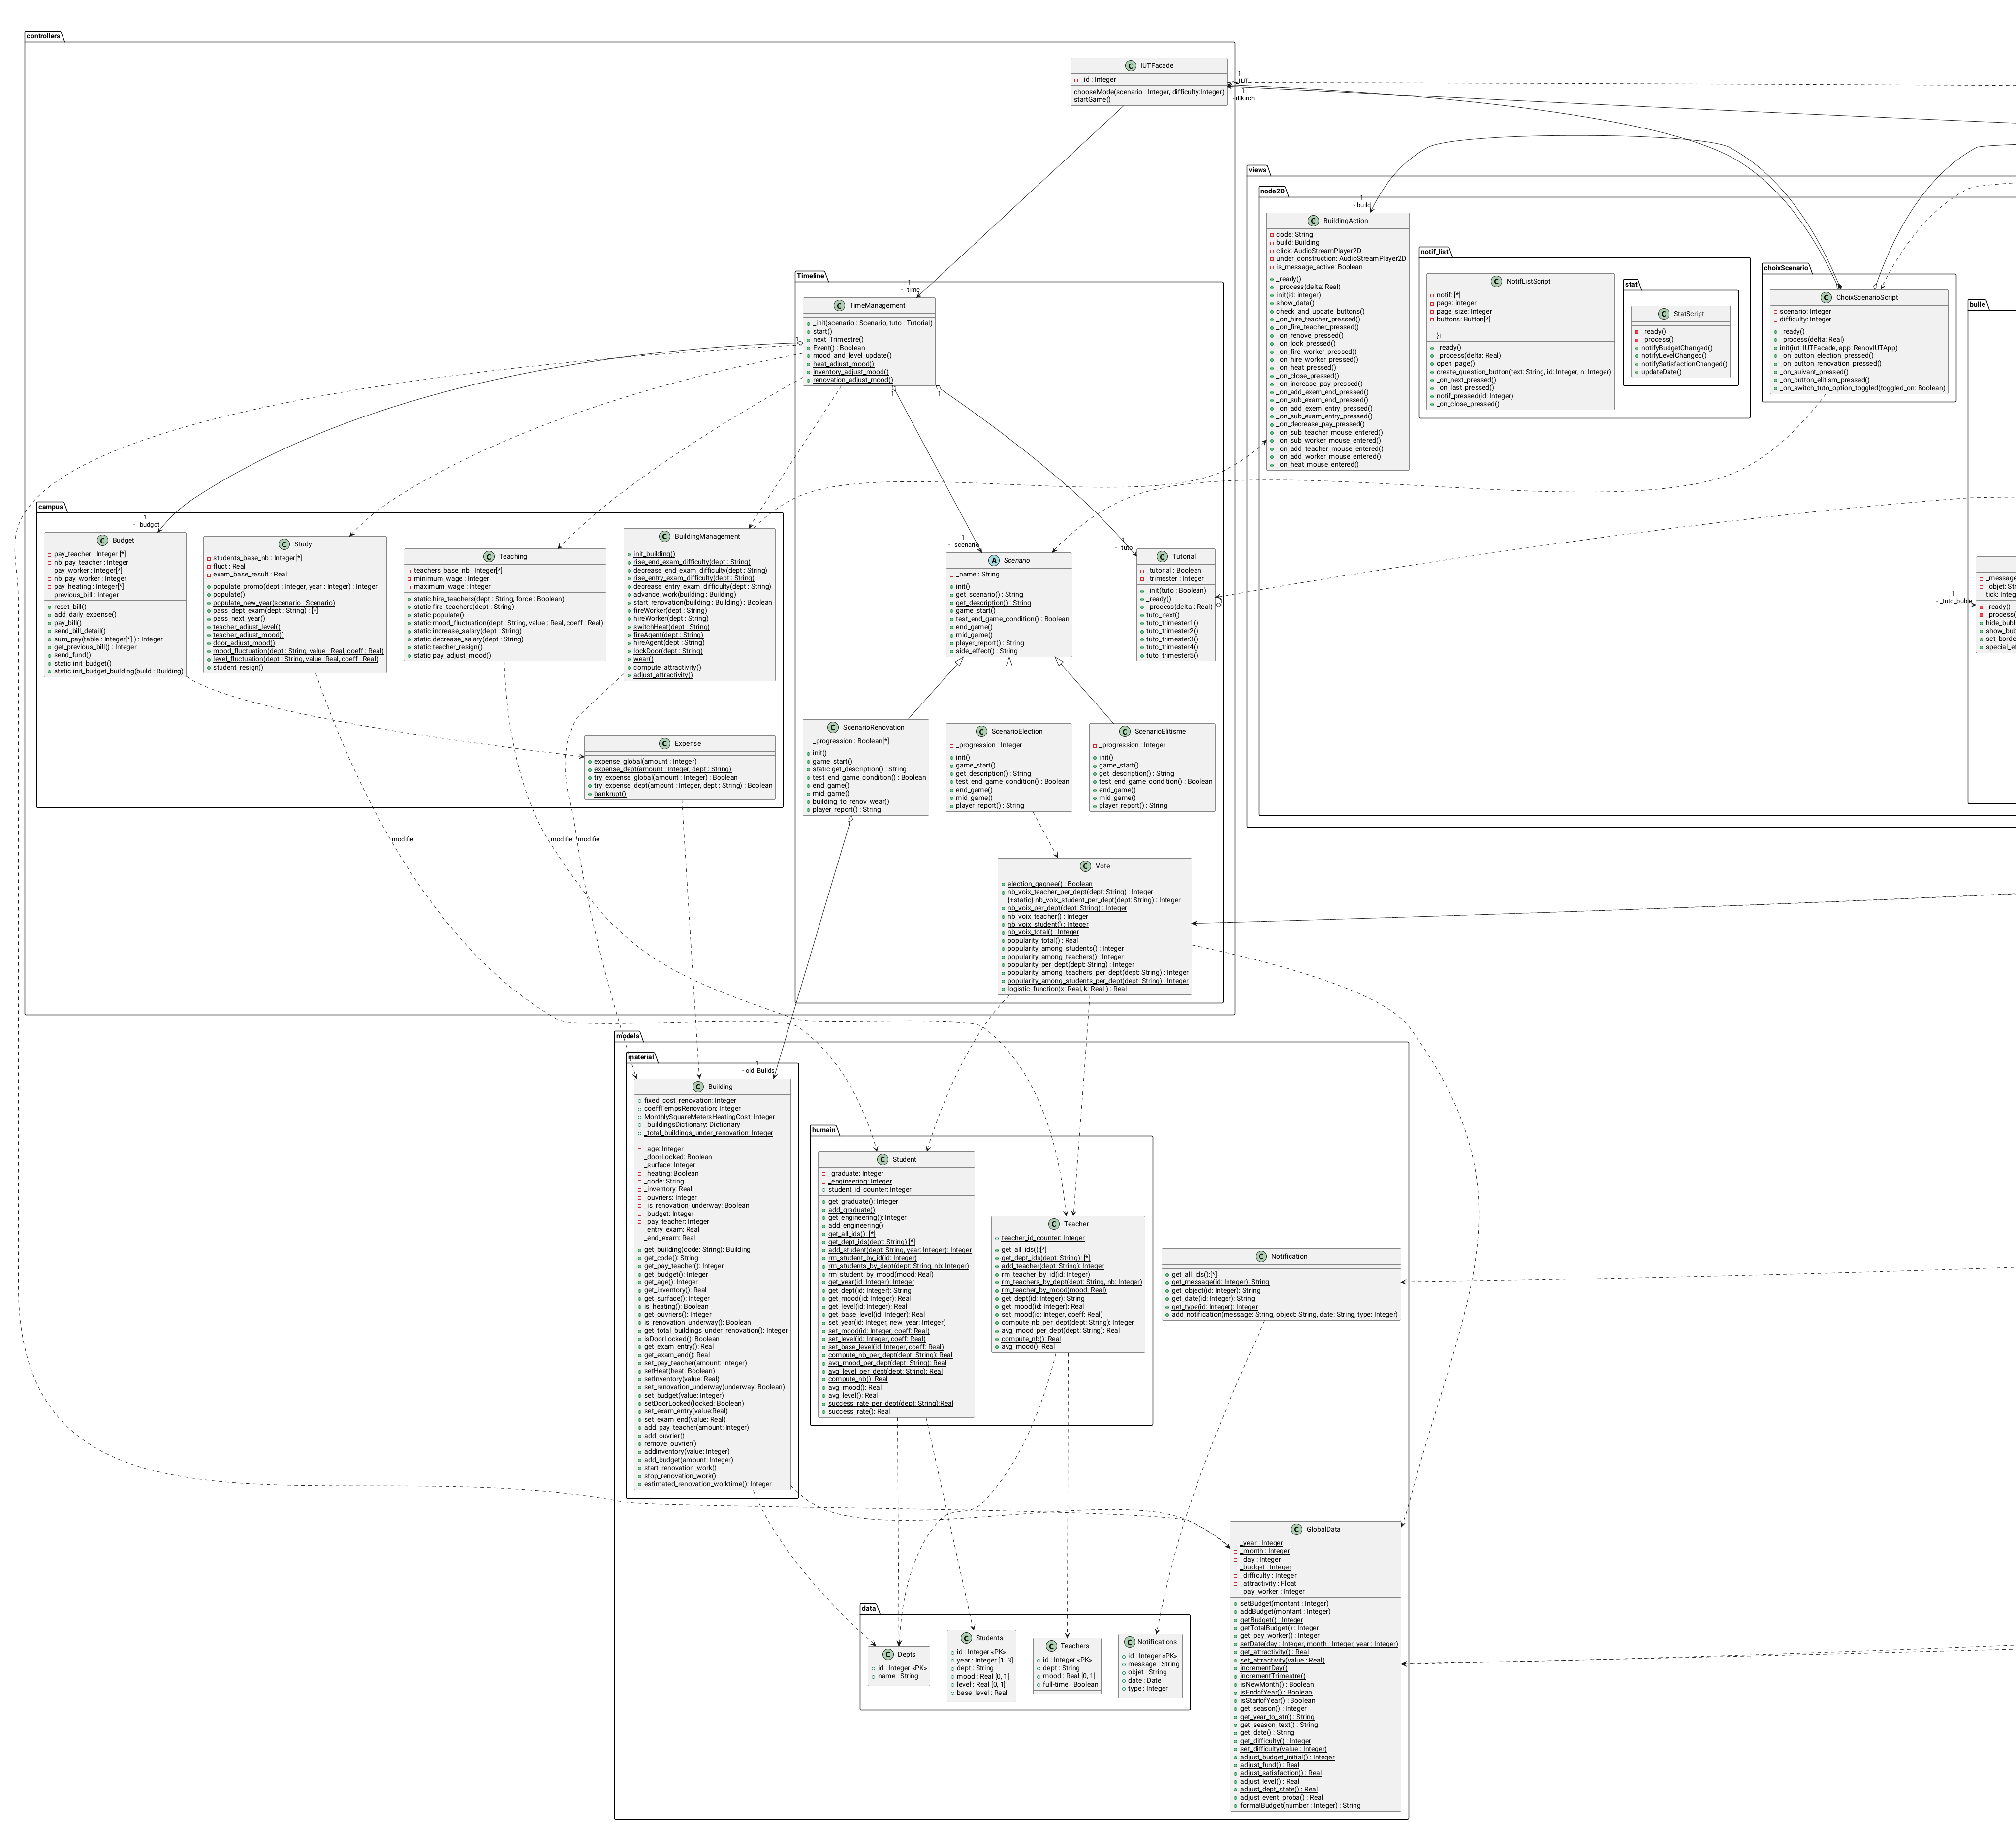 controllers
IUTFacade
_id : Integer
chooseMode(scenario : Integer, difficulty:Integer)
startGame()
1
_IUT
1
-illkirch
Timeline
1
- _time
TimeManagement
_init(scenario : Scenario, tuto : Tutorial)
start()
next_Trimestre()
Event() : Boolean
mood_and_level_update()
heat_adjust_mood()
inventory_adjust_mood()
renovation_adjust_mood()
1
1
1
campus
1
- _budget
Budget
pay_teacher : Integer [*]
nb_pay_teacher : Integer
pay_worker : Integer[*]
nb_pay_worker : Integer
pay_heating : Integer[*]
previous_bill : Integer
reset_bill()
add_daily_expense()
pay_bill()
send_bill_detail()
sum_pay(table : Integer[*] ) : Integer
get_previous_bill() : Integer
send_fund()
static init_budget()
static init_budget_building(build : Building)
Study
students_base_nb : Integer[*]
fluct : Real
exam_base_result : Real
populate_promo(dept : Integer, year : Integer) : Integer
populate()
populate_new_year(scenario : Scenario)
pass_dept_exam(dept : String) : [*]
pass_next_year()
teacher_adjust_level()
teacher_adjust_mood()
door_adjust_mood()
mood_fluctuation(dept : String, value : Real, coeff : Real)
level_fluctuation(dept : String, value :Real, coeff : Real)
student_resign()
Teaching
teachers_base_nb : Integer[*]
minimum_wage : Integer
maximum_wage : Integer
static hire_teachers(dept : String, force : Boolean)
static fire_teachers(dept : String)
static populate()
static mood_fluctuation(dept : String, value : Real, coeff : Real)
static increase_salary(dept : String)
static decrease_salary(dept : String)
static teacher_resign()
static pay_adjust_mood()
BuildingManagement
init_building()
rise_end_exam_difficulty(dept : String)
decrease_end_exam_difficulty(dept : String)
rise_entry_exam_difficulty(dept : String)
decrease_entry_exam_difficulty(dept : String)
advance_work(building : Building)
start_renovation(building : Building) : Boolean
fireWorker(dept : String)
hireWorker(dept : String)
switchHeat(dept : String)
fireAgent(dept : String)
hireAgent(dept : String)
lockDoor(dept : String)
wear()
compute_attractivity()
adjust_attractivity()
Expense
expense_global(amount : Integer)
expense_dept(amount : Integer, dept : String)
try_expense_global(amount : Integer) : Boolean
try_expense_dept(amount : Integer, dept : String) : Boolean
bankrupt()
modifie
modifie
modifie
1
- _scenario
Scenario
_name : String
init()
get_scenario() : String
get_description() : String
game_start()
test_end_game_condition() : Boolean
end_game()
mid_game()
player_report() : String
side_effect() : String
1
- _tuto
Tutorial
_tutorial : Boolean
_trimester : Integer
_init(tuto : Boolean)
_ready()
_process(delta : Real)
tuto_next()
tuto_trimester1()
tuto_trimester2()
tuto_trimester3()
tuto_trimester4()
tuto_trimester5()
ScenarioRenovation
_progression : Boolean[*]
init()
game_start()
static get_description() : String
test_end_game_condition() : Boolean
end_game()
mid_game()
building_to_renov_wear()
player_report() : String
1
ScenarioElection
_progression : Integer
init()
game_start()
get_description() : String
test_end_game_condition() : Boolean
end_game()
mid_game()
player_report() : String
ScenarioElitisme
_progression : Integer
init()
game_start()
get_description() : String
test_end_game_condition() : Boolean
end_game()
mid_game()
player_report() : String
Vote
election_gagnee() : Boolean
nb_voix_teacher_per_dept(dept: String) : Integer
{+static} nb_voix_student_per_dept(dept: String) : Integer
nb_voix_per_dept(dept: String) : Integer
nb_voix_teacher() : Integer
nb_voix_student() : Integer
nb_voix_total() : Integer
popularity_total() : Real
popularity_among_students() : Integer
popularity_among_teachers() : Integer
popularity_per_dept(dept: String) : Integer
popularity_among_teachers_per_dept(dept: String) : Integer
popularity_among_students_per_dept(dept: String) : Integer
logistic_function(x: Real, k: Real ) : Real
views
node2D
1
- build
BuildingAction
code: String
build: Building
click: AudioStreamPlayer2D
under_construction: AudioStreamPlayer2D
is_message_active: Boolean
_ready()
_process(delta: Real)
init(id: integer)
show_data()
check_and_update_buttons()
_on_hire_teacher_pressed()
_on_fire_teacher_pressed()
_on_renove_pressed()
_on_lock_pressed()
_on_fire_worker_pressed()
_on_hire_worker_pressed()
_on_heat_pressed()
_on_close_pressed()
_on_increase_pay_pressed()
_on_add_exem_end_pressed()
_on_sub_exam_end_pressed()
_on_add_exem_entry_pressed()
_on_sub_exam_entry_pressed()
_on_decrease_pay_pressed()
_on_sub_teacher_mouse_entered()
_on_sub_worker_mouse_entered()
_on_add_teacher_mouse_entered()
_on_add_worker_mouse_entered()
_on_heat_mouse_entered()
notif_list
NotifListScript
notif: [*]
page: integer
page_size: Integer
buttons: Button[*]
}i
_ready()
_process(delta: Real)
open_page()
create_question_button(text: String, id: Integer, n: Integer)
_on_next_pressed()
_on_last_pressed()
notif_pressed(id: Integer)
_on_close_pressed()
stat
StatScript
_ready()
_process()
notifyBudgetChanged()
notifyLevelChanged()
notifySatisfactionChanged()
updateDate()
choixScenario
ChoixScenarioScript
scenario: Integer
difficulty: Integer
_ready()
_process(delta: Real)
init(iut: IUTFacade, app: RenovIUTApp)
_on_button_election_pressed()
_on_button_rencvation_pressed()
_on_suivant_pressed()
_on_button_elitism_pressed()
_on_switch_tuto_option_toggled(toggled_on: Boolean)
bulle
1
- _tuto_buble
_message
_objet: Str
tick: Integ
_ready()
_process(
hide_bubl
show_bub
set_borde
special_ef
models
material
1
- old_Builds
Building
fixed_cost_renovation: Integer
coeffTempsRenovation: Integer
MonthlySquareMetersHeatingCost: Integer
_buildingsDictionary: Dictionary
_total_buildings_under_renovation: Integer
_age: Integer
_doorLocked: Boolean
_surface: Integer
_heating: Boolean
_code: String
_inventory: Real
_ouvriers: Integer
_is_renovation_underway: Boolean
_budget: Integer
_pay_teacher: Integer
_entry_exam: Real
_end_exam: Real
get_building(code: String): Building
get_code(): String
get_pay_teacher(): Integer
get_budget(): Integer
get_age(): Integer
get_inventory(): Real
get_surface(): Integer
is_heating(): Boolean
get_ouvriers(): Integer
is_renovation_underway(): Boolean
get_total_buildings_under_renovation(): Integer
isDoorLocked(): Boolean
get_exam_entry(): Real
get_exam_end(): Real
set_pay_teacher(amount: Integer)
setHeat(heat: Boolean)
setInventory(value: Real)
set_renovation_underway(underway: Boolean)
set_budget(value: Integer)
setDoorLocked(locked: Boolean)
set_exam_entry(value:Real)
set_exam_end(value: Real)
add_pay_teacher(amount: Integer)
add_ouvrier()
remove_ouvrier()
addInventory(value: Integer)
add_budget(amount: Integer)
start_renovation_work()
stop_renovation_work()
estimated_renovation_worktime(): Integer
humain
Student
_graduate: Integer
_engineering: Integer
student_id_counter: Integer
get_graduate(): Integer
add_graduate()
get_engineering(): Integer
add_engineering()
get_all_ids(): [*]
get_dept_ids(dept: String):[*]
add_student(dept: String, year: Integer): Integer
rm_student_by_id(id: Integer)
rm_students_by_dept(dept: String, nb: Integer)
rm_student_by_mood(mood: Real)
get_year(id: Integer): Integer
get_dept(id: Integer): String
get_mood(id: Integer): Real
get_level(id: Integer): Real
get_base_level(id: Integer): Real
set_year(id: Integer, new_year: Integer)
set_mood(id: Integer, coeff: Real)
set_level(id: Integer, coeff: Real)
set_base_level(id: Integer, coeff: Real)
compute_nb_per_dept(dept: String): Real
avg_mood_per_dept(dept: String): Real
avg_level_per_dept(dept: String): Real
compute_nb(): Real
avg_mood(): Real
avg_level(): Real
success_rate_per_dept(dept: String):Real
success_rate(): Real
Teacher
teacher_id_counter: Integer
get_all_ids():[*]
get_dept_ids(dept: String): [*]
add_teacher(dept: String): Integer
rm_teacher_by_id(id: Integer)
rm_teachers_by_dept(dept: String, nb: Integer)
rm_teacher_by_mood(mood: Real)
get_dept(id: Integer): String
get_mood(id: Integer): Real
set_mood(id: Integer, coeff: Real)
compute_nb_per_dept(dept: String): Integer
avg_mood_per_dept(dept: String): Real
compute_nb(): Real
avg_mood(): Real
Notification
get_all_ids():[*]
get_message(id: Integer): String
get_object(id: Integer): String
get_date(id: Integer): String
get_type(id: Integer): Integer
add_notification(message: String, object: String, date: String, type: Integer)
GlobalData
_year : Integer
_month : Integer
_day : Integer
_budget : Integer
_difficulty : Integer
_attractivity : Float
_pay_worker : Integer
setBudget(montant : Integer)
addBudget(montant : Integer)
getBudget() : Integer
getTotalBudget() : Integer
get_pay_worker() : Integer
setDate(day : Integer, month : Integer, year : Integer)
get_attractivity() : Real
set_attractivity(value : Real)
incrementDay()
incrementTrimestre()
isNewMonth() : Boolean
isEndofYear() : Boolean
isStartofYear() : Boolean
get_season() : Integer
get_year_to_str() : String
get_season_text() : String
get_date() : String
get_difficulty() : Integer
set_difficulty(value : Integer)
adjust_budget_initial() : Integer
adjust_fund() : Real
adjust_satisfaction() : Real
adjust_level() : Real
adjust_dept_state() : Real
adjust_event_proba() : Real
formatBudget(number : Integer) : String
data
Depts
id : Integer «PK»
name : String
Students
id : Integer «PK»
year : Integer [1..3]
dept : String
mood : Real [0, 1]
level : Real [0, 1]
base_level : Real
Teachers
id : Integer «PK»
dept : String
mood : Real [0, 1]
full-time : Boolean
Notifications
id : Integer «PK»
message : String
objet : String
date : Date
type : Integer